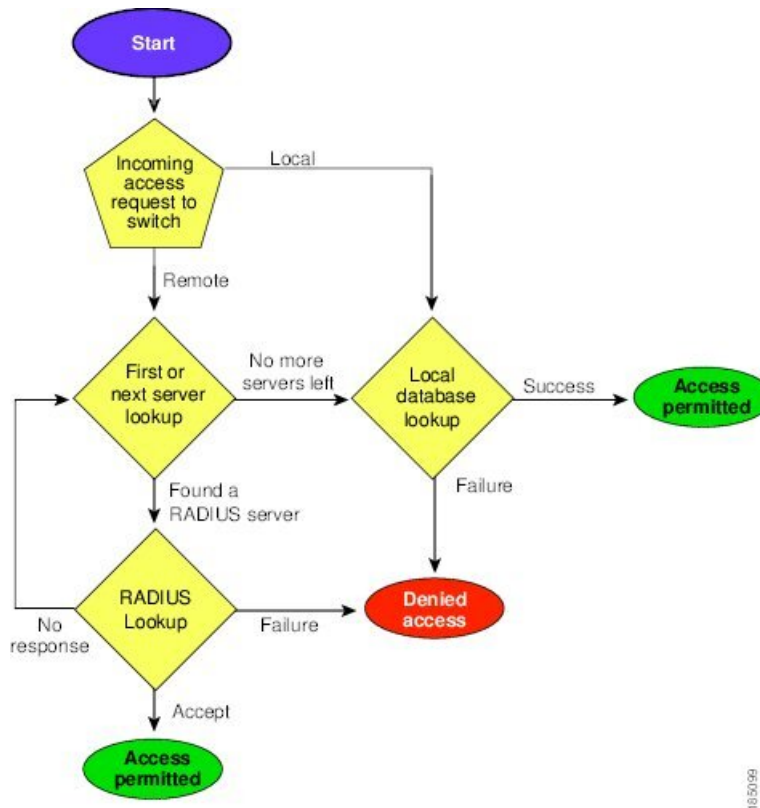 Start
Incoming
access
request to
switch
Local
Remote
First or
next server
lookup
No more
servers left
Local
database
lookup
Success
Access
permitted
Found a
RADIUS server
Failure
RADIUS
Lookup
No
response
Failure
Denied
access
Accept
Access
permitted
185099